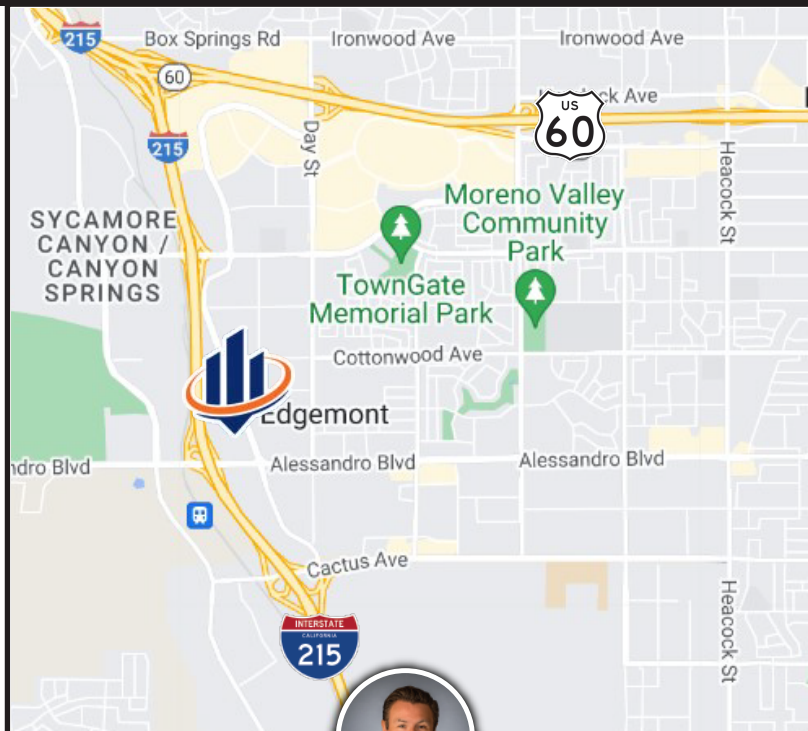 215
Box Springs Rd
Ironwood Ave
Ironwood Ave
60
US
60
Ave
215
Day St
Heacock St
SYCAMORE
CANYON /
CANYON
SPRINGS
Moreno Valley
Community
Park
TownGate
Memorial Park
Cottonwood Ave
Edgemont
ndro Blvd
Alessandro Blvd
Alessandro Blvd
Cactus Ave
Heacock St
INTERSTATE
CALIFORNIA
215